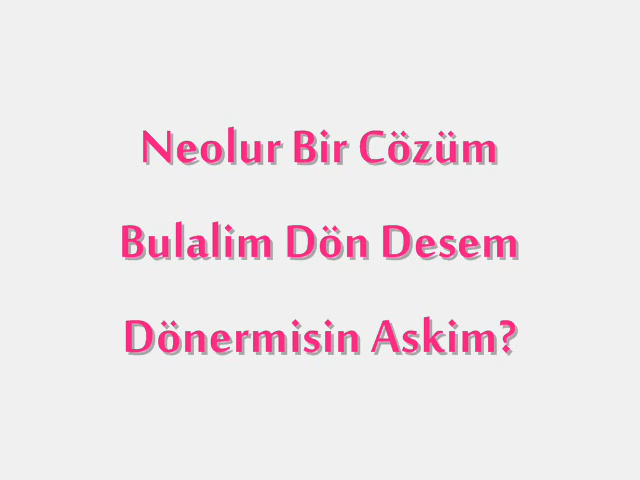 Neolur Bir Cözüm
Bulalim Dön Desem
Dönermisin Askim?